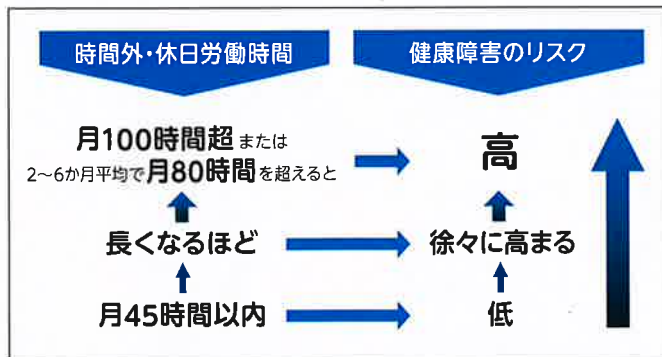 時間外・休日労働時間
健康障害のリスク
月100時間超 または
2〜6か月平均で月80時間を超えると
高
長くなるほど
徐々に高まる
月45時間以内
低